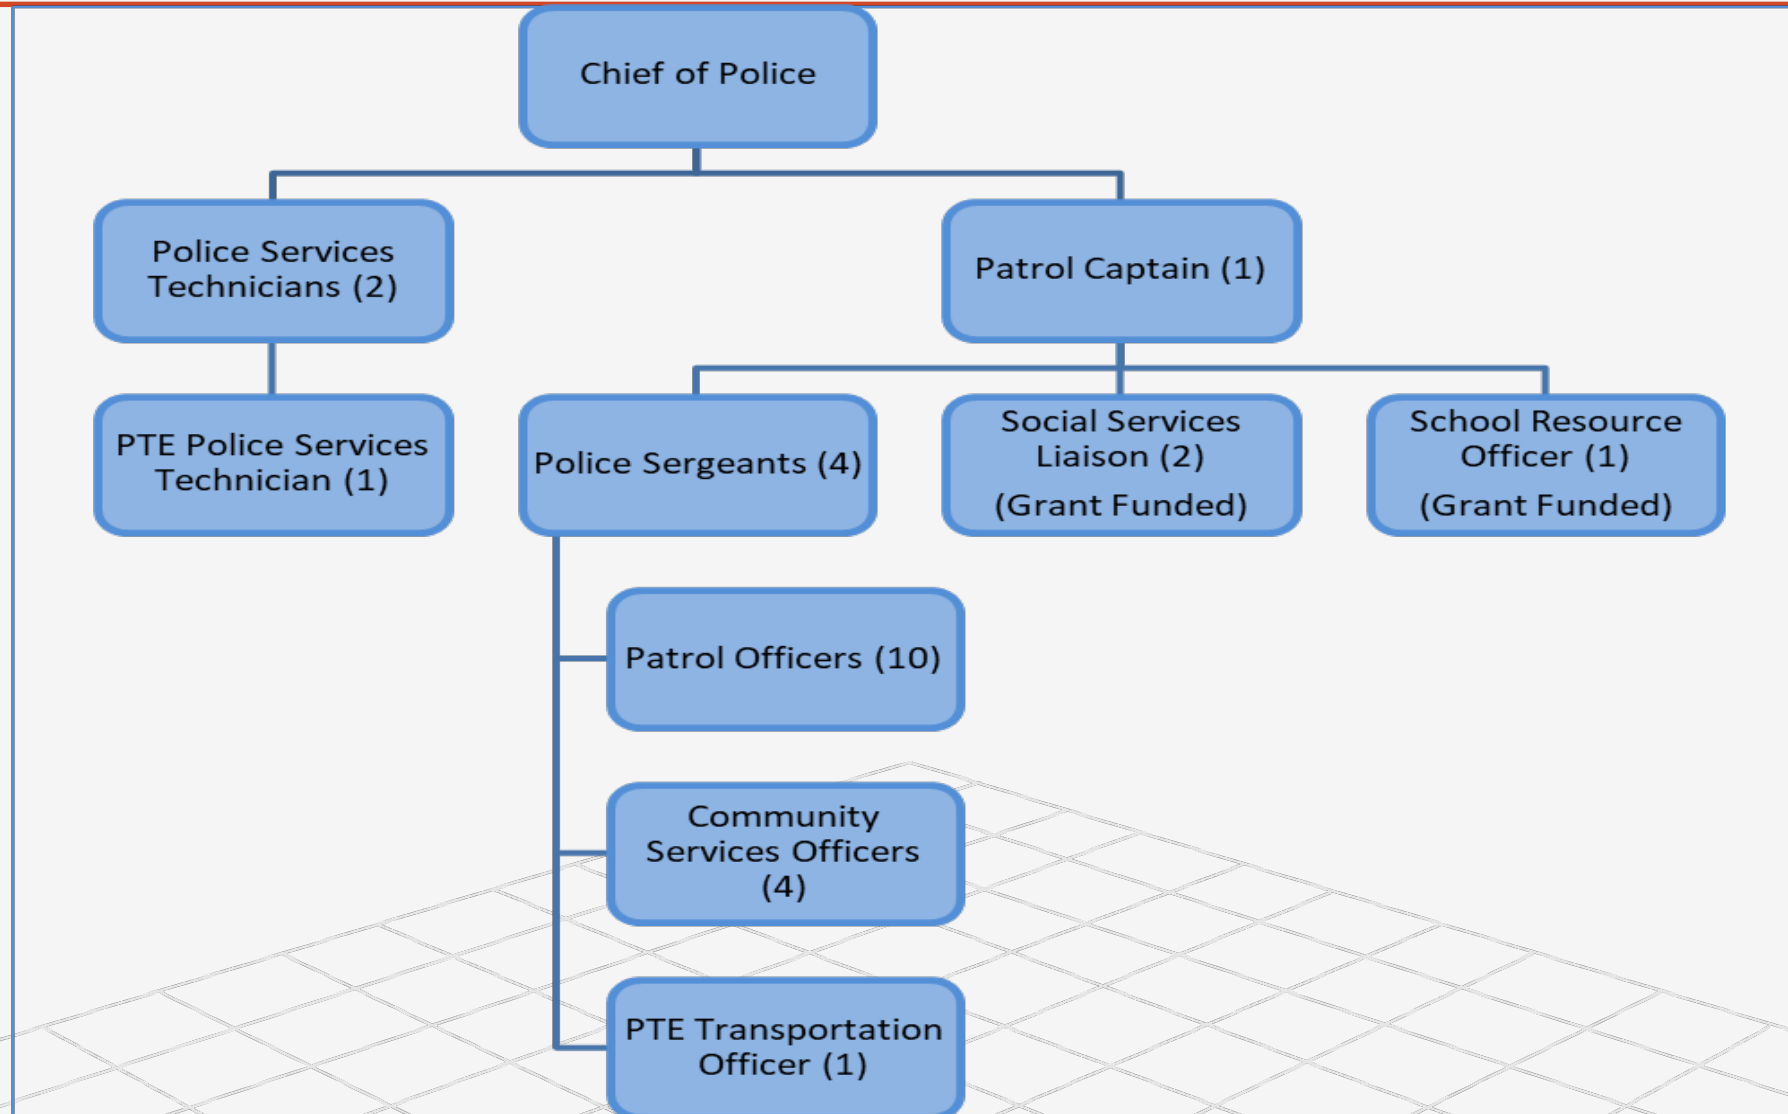 Chief of Police
Police Services
Technicians (2)
Patrol Captain (1)
PTE Police Services
Technician (1)
Police Sergeants (4)
Social Services
Liaison (2)
(Grant Funded)
School Resource
Officer (1)
(Grant Funded)
Patrol Officers (10)
Community
Services Officers
(4)
PTE Transportation
Officer (1)